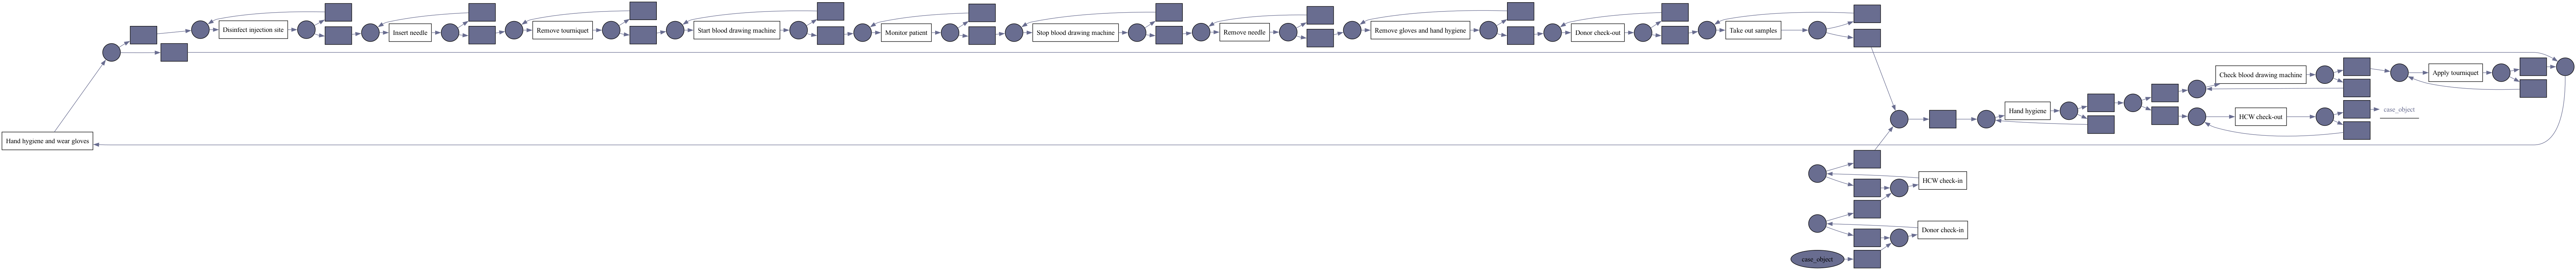 Disinfect injection site
Insert needle
Remove tourniquet
Start blood drawing machine
Monitor patient
Stop blood drawing machine
Remove needle
Remove gloves and hand hygiene
Donor check-out
Take out samples
Check blood drawing machine
Apply tourniquet
Hand hygiene
case_object
HCW check-out
Hand hygiene and wear gloves
HCW check-in
Donor check-in
case_object